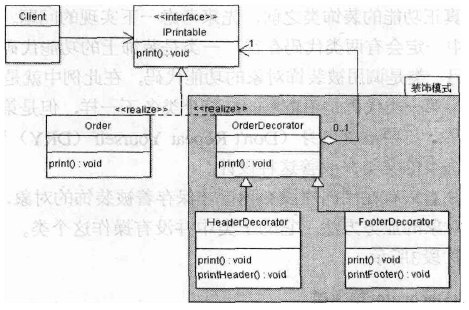 Client
<<interface>>
IPrintable
print() : void
1
装饰模式
<<realize>>
<<realize>>
Order
print() : void
OrderDecorator
print() : void
0..1
HeaderDecorator
print() : void
printHeader() : void
FooterDecorator
print() : void
printFooter() : void